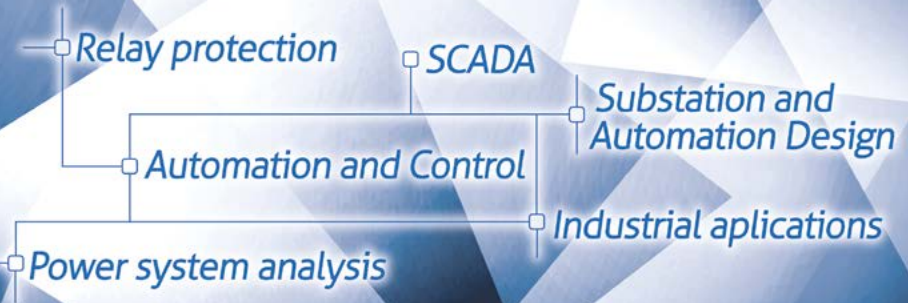 Relay protection
SCADA
Substation and
Automation Design
Automation and Control
Industrial aplications
Power system analysis